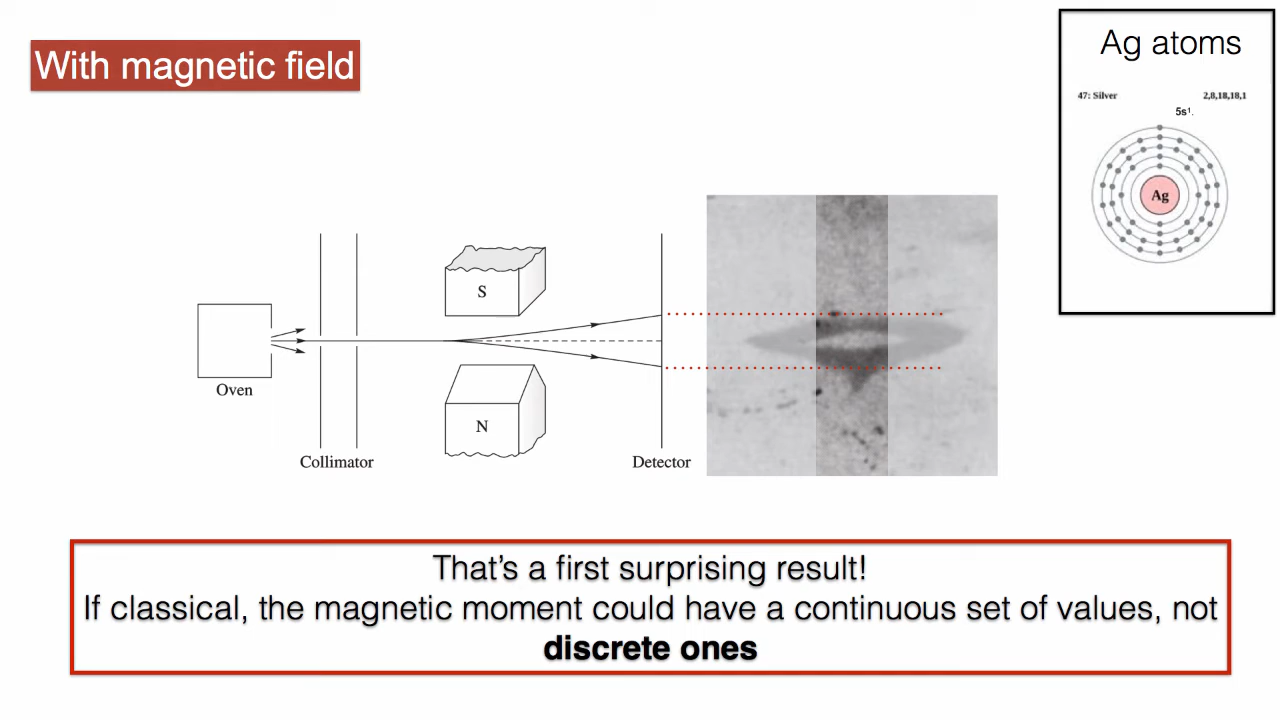 With magnetic field
Ag atoms
47: Silver 2,8,18,18,1
5s¹.
Ag
S
N
Oven
Collimator
Detector
That’s a first surprising result!
If classical, the magnetic moment could have a continuous set of values, not
discrete ones